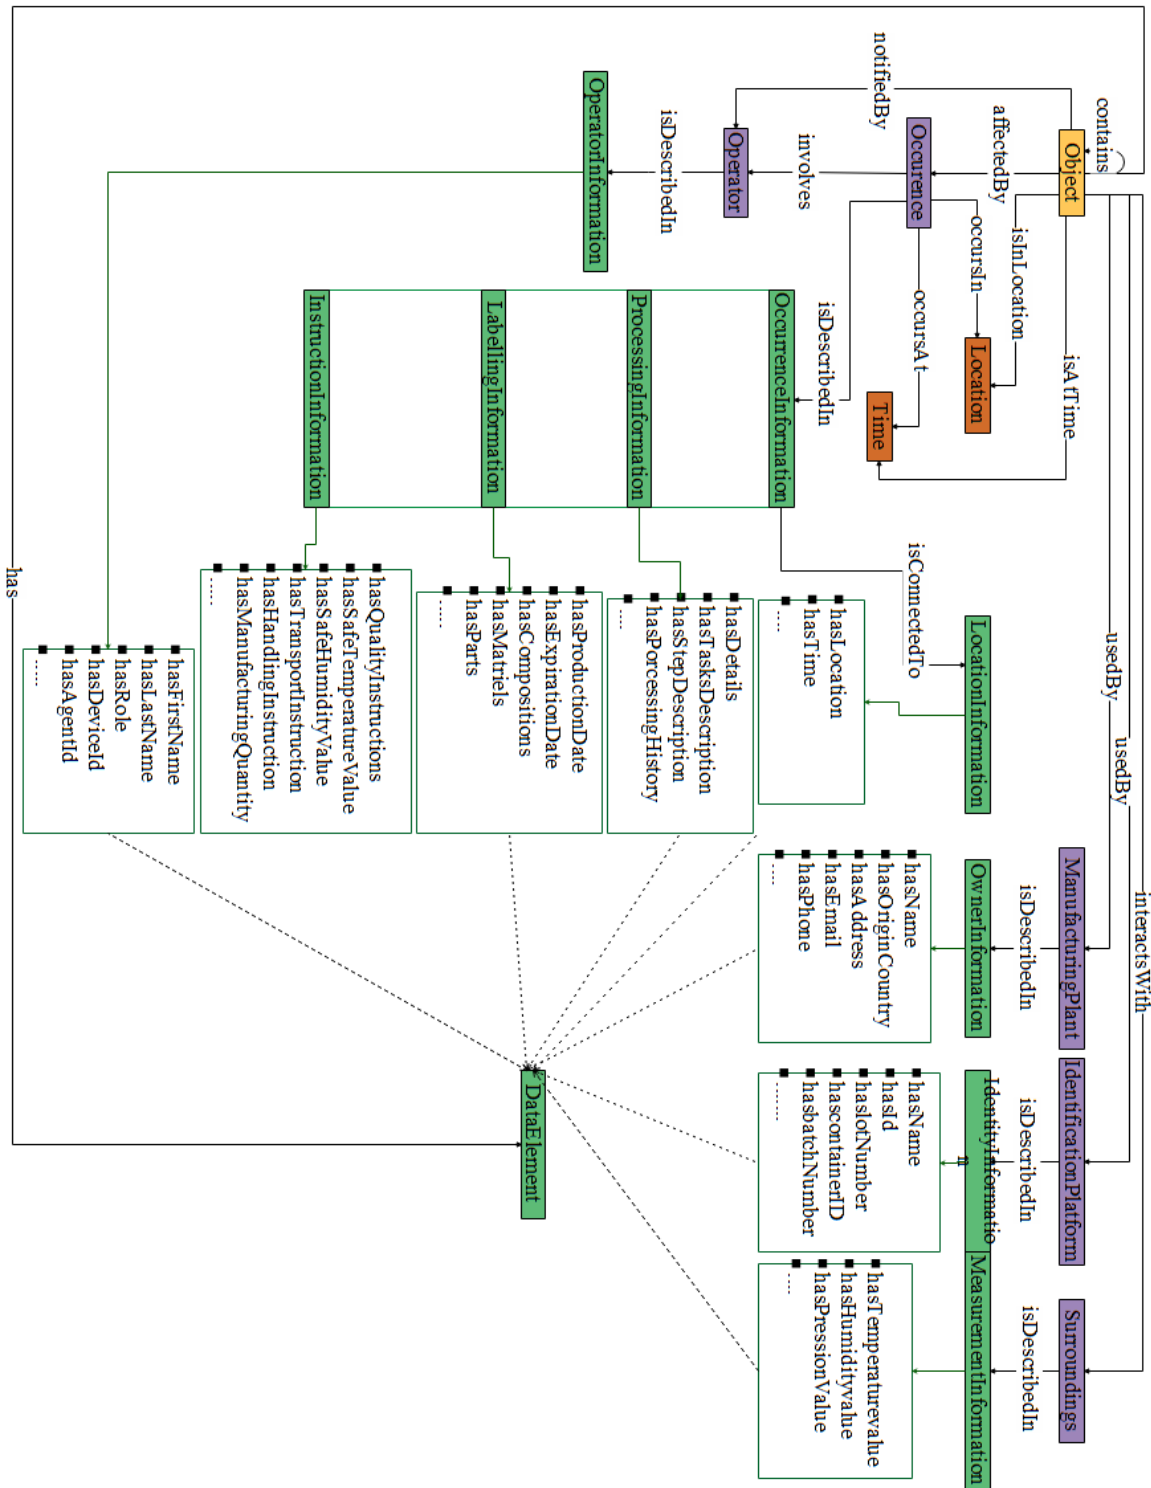 contains
Object
notifiedBy
affectedBy
isInLocation
isAtTime
Occurence
occursIn
occursAt
Location
Time
involves
Operator
isDescribedIn
OperatorInformation
isDescribedIn
OccurrenceInformation
ProcessingInformation
LabellingInformation
InstructionInformation
isConnectedTo
LocationInformation
usedBy
usedBy
interactsWith
ManufacturingPlant
IdentificationPlatform
Surroundings
isDescribedIn
isDescribedIn
isDescribedIn
OwnerInformation
IdentityInformatio
n
MeasurementInformation
hasLocation
hasTime
....
hasDetails
hasTasksDescription
hasStepDescription
hasPorcessingHistory
....
hasProductionDate
hasExpirationDate
hasCompositions
hasMatriels
hasParts
......
hasQualityInstructions
hasSafeTemperatureValue
hasSafeHumidityValue
hasTransportInstruction
hasHandlingInstruction
hasManufacturingQuantity
.....
hasFirstName
hasLastName
hasRole
hasDeviceId
hasAgentId
.....
hasName
hasOriginCountry
hasAddress
hasEmail
hasPhone
....
hasName
hasId
haslotNumber
hascontainerID
hasbatchNumber
.......
hasTemperaturevalue
hasHumidityvalue
hasPressionValue
....
DataElement
has